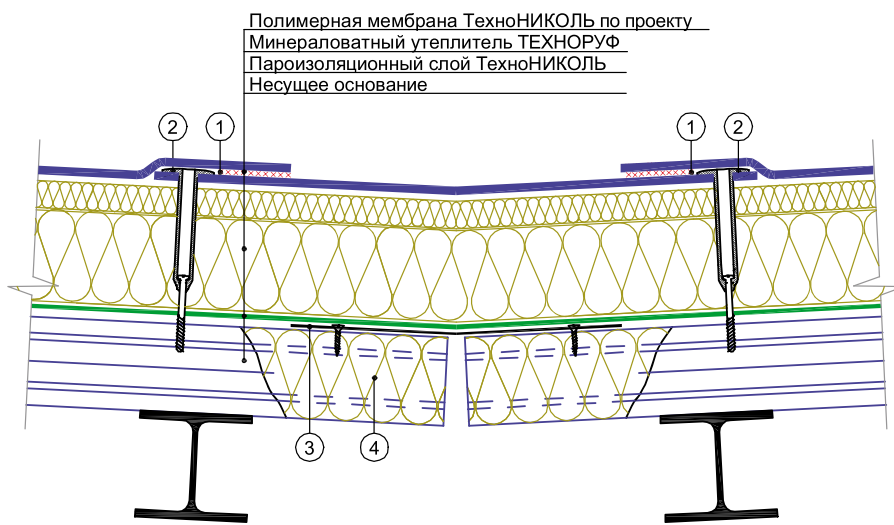 Полимерная мембрана ТехноНИКОЛЬ по проекту
Минераловатный утеплитель ТЕХНОРУФ
Пароизоляционный слой ТехноНИКОЛЬ
Несущее основание
2 1 1 2
3 4